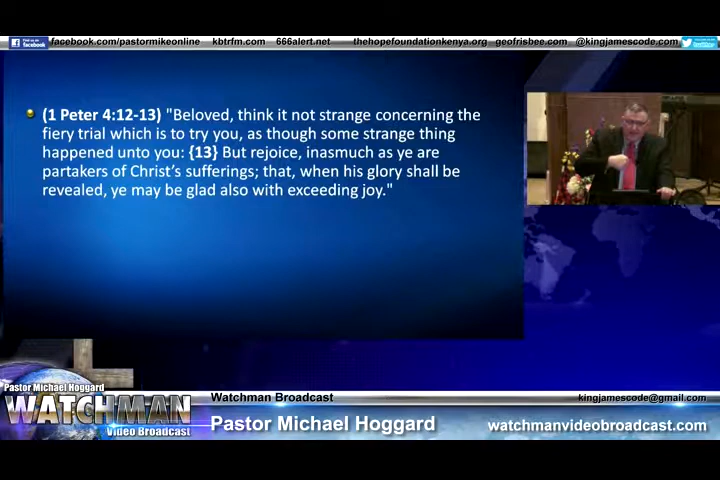 Find us on facebook facebook.com/pastormikeonline kbtrfm.com 666alert.net thehopefoundationkenya.org geofrisbee.com @kingjamescode.com
(1 Peter 4:12-13) "Beloved, think it not strange concerning the
fiery trial which is to try you, as though some strange thing
happened unto you: {13} But rejoice, inasmuch as ye are
partakers of Christ's sufferings; that, when his glory shall be
revealed, ye may be glad also with exceeding joy."
Pastor Michael Hoggard
WATCHMAN
Video Broadcast
Watchman Broadcast
kingjamescode@gmail.com
Pastor Michael Hoggard
watchmanvideobroadcast.com